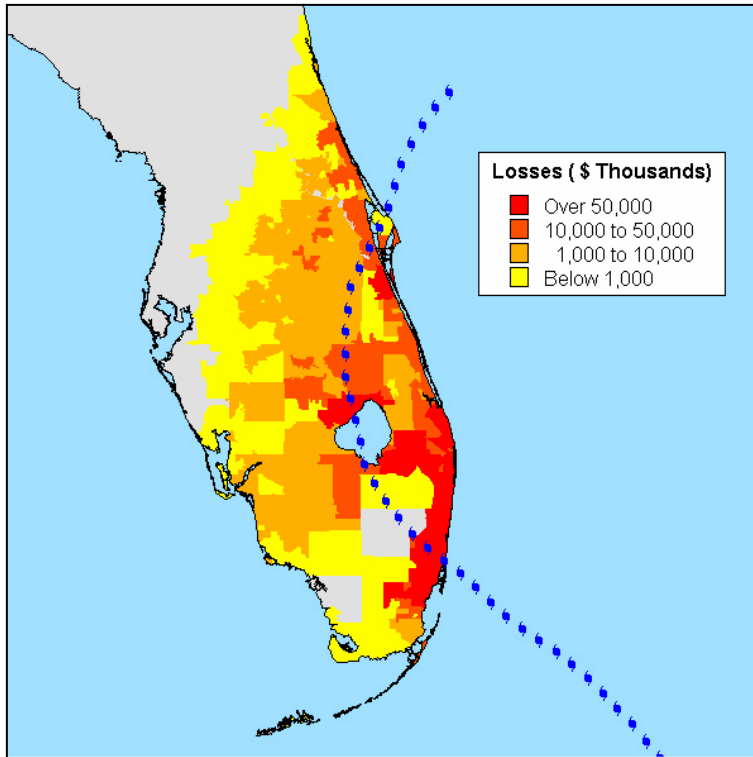 Losses ( $ Thousands)
Over 50,000
10,000 to 50,000
1,000 to 10,000
Below 1,000